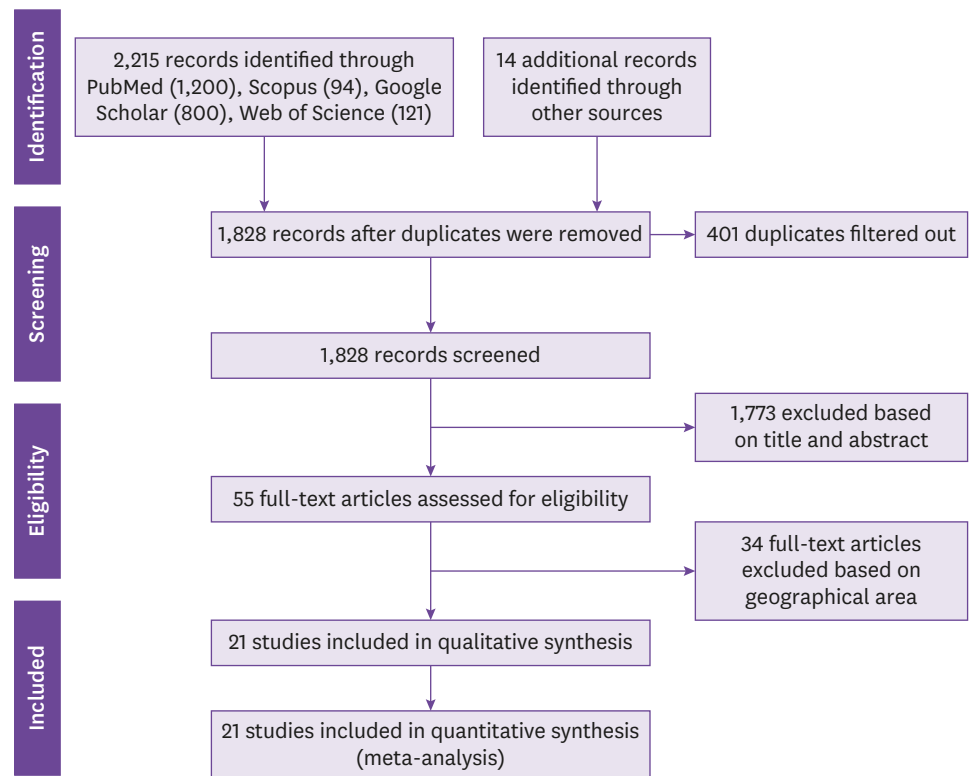 Identification
2,215 records identified through
PubMed (1,200), Scopus (94), Google
Scholar (800), Web of Science (121)
14 additional records
identified through
other sources
Screening
1,828 records after duplicates were removed
401 duplicates filtered out
1,828 records screened
1,773 excluded based
on title and abstract
Eligibility
55 full-text articles assessed for eligibility
34 full-text articles
excluded based on
geographical area
Included
21 studies included in qualitative synthesis
21 studies included in quantitative synthesis
(meta-analysis)